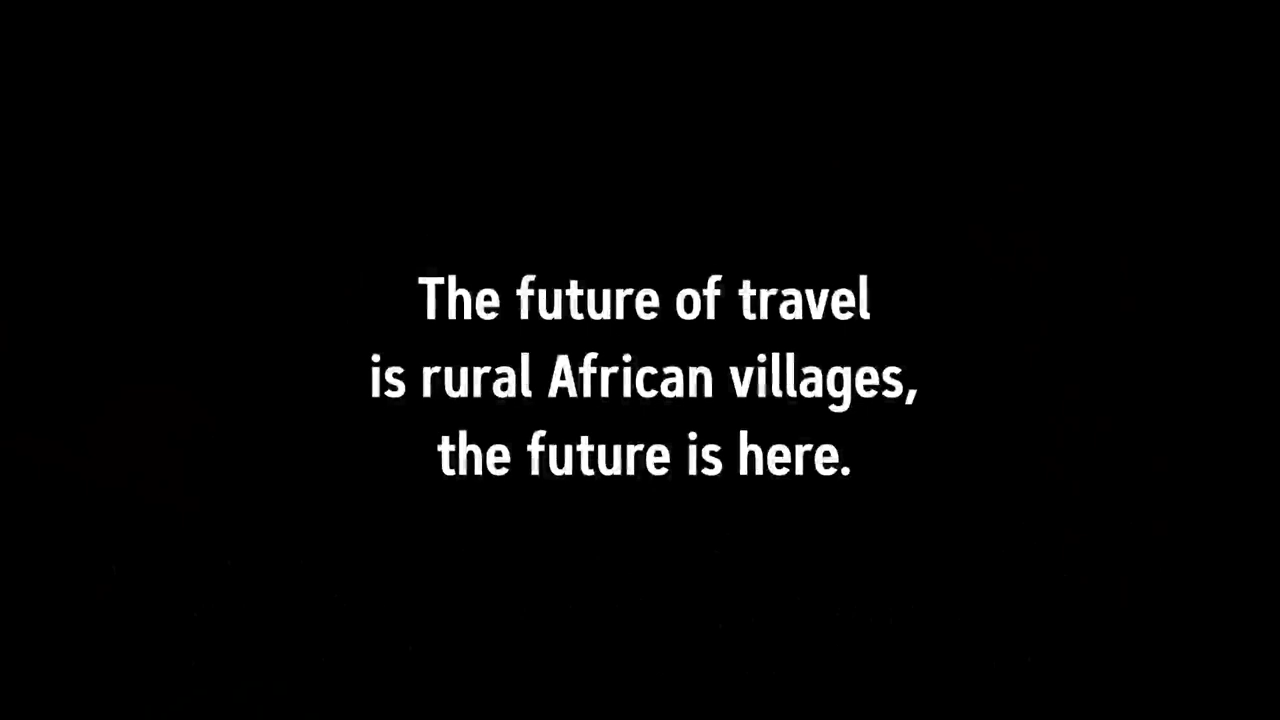 The future of travel
is rural African villages,
the future is here.